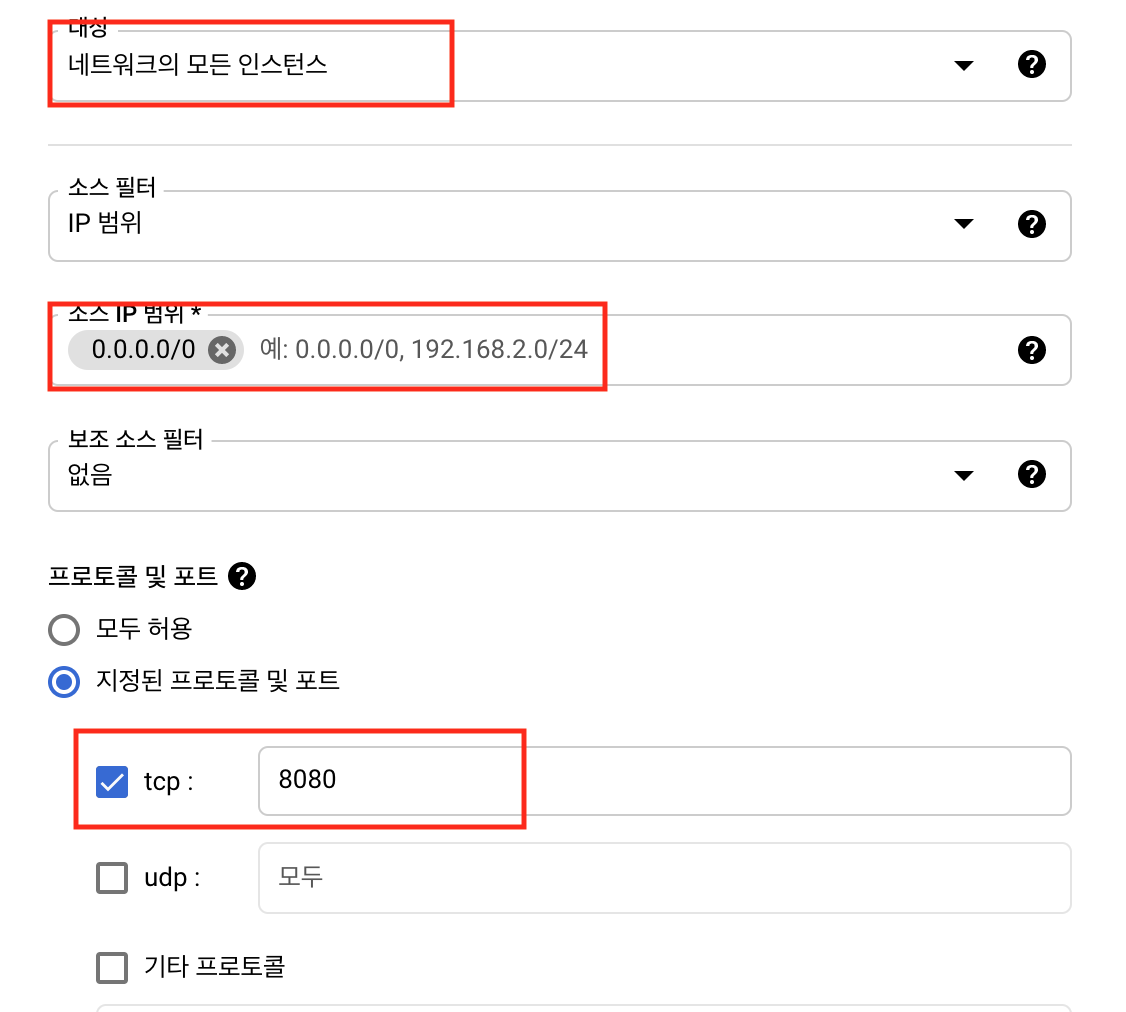 대상
네트워크의 모든 인스턴스
소스 필터
IP 범위
소스 IP 범위 *
0.0.0.0/0 예: 0.0.0.0/0, 192.168.2.0/24
보조 소스 필터
없음
프로토콜 및 포트
모두 허용
지정된 프로토콜 및 포트
tcp : 8080
udp : 모두
기타 프로토콜